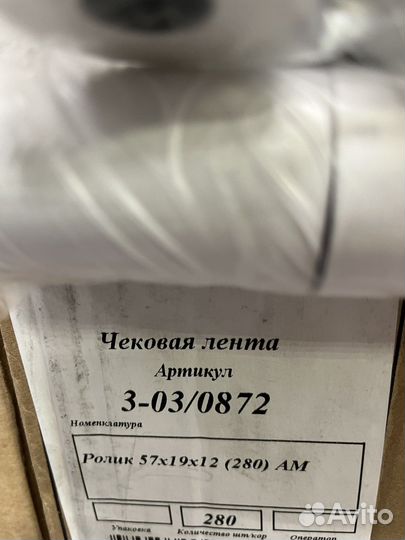 Чековая лента
Артикул
3-03/0872
Номенклатура
Ролик 57х19х12 (280) АМ
280
Упаковка Количество шт/кор Оператор
Avito